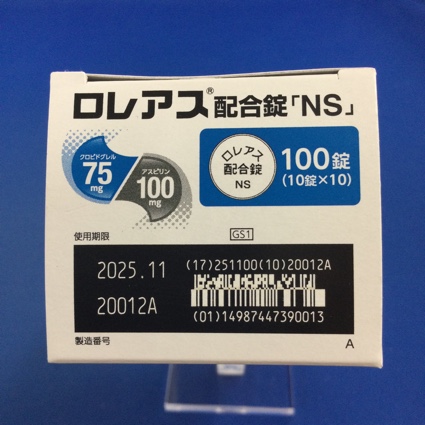 ロレアス®配合錠「NS」
クロピドグレル
75
mg
アスピリン
100
mg
ロレアス
配合錠
NS
100錠
(10錠×10)
使用期限
GS1
2025.11
(17)251100(10)20012A
20012A
(01)14987447390013
製造番号
A